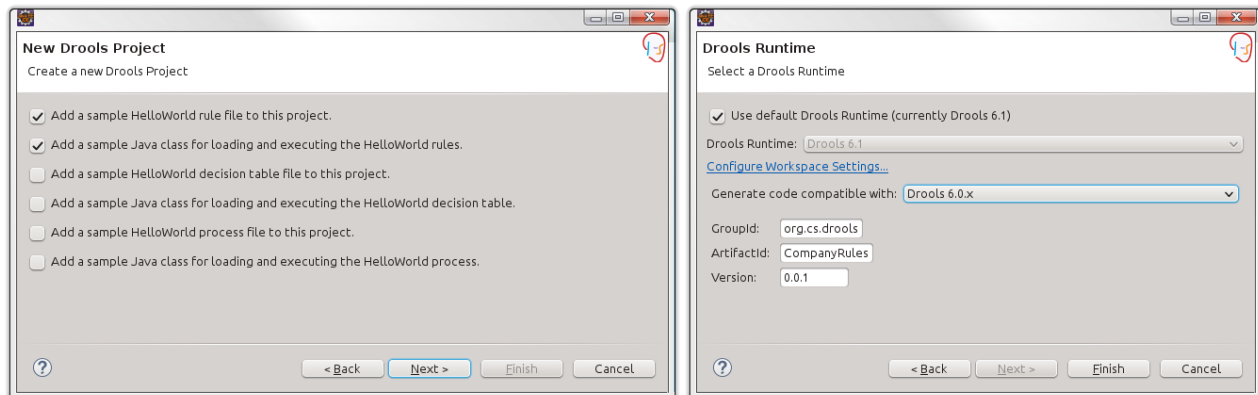 New Drools Project
Create a new Drools Project
Add a sample HelloWorld rule file to this project.
Add a sample Java class for loading and executing the HelloWorld rules.
Add a sample HelloWorld decision table file to this project.
Add a sample Java class for loading and executing the HelloWorld decision table.
Add a sample HelloWorld process file to this project.
Add a sample Java class for loading and executing the HelloWorld process.
? < Back Next > Finish Cancel
Drools Runtime
Select a Drools Runtime
Use default Drools Runtime (currently Drools 6.1)
Drools Runtime: Drools 6.1
Configure Workspace Settings...
Generate code compatible with: Drools 6.0.x
GroupId: org.cs.drools
ArtifactId: CompanyRules
Version: 0.0.1
? < Back Next > Finish Cancel